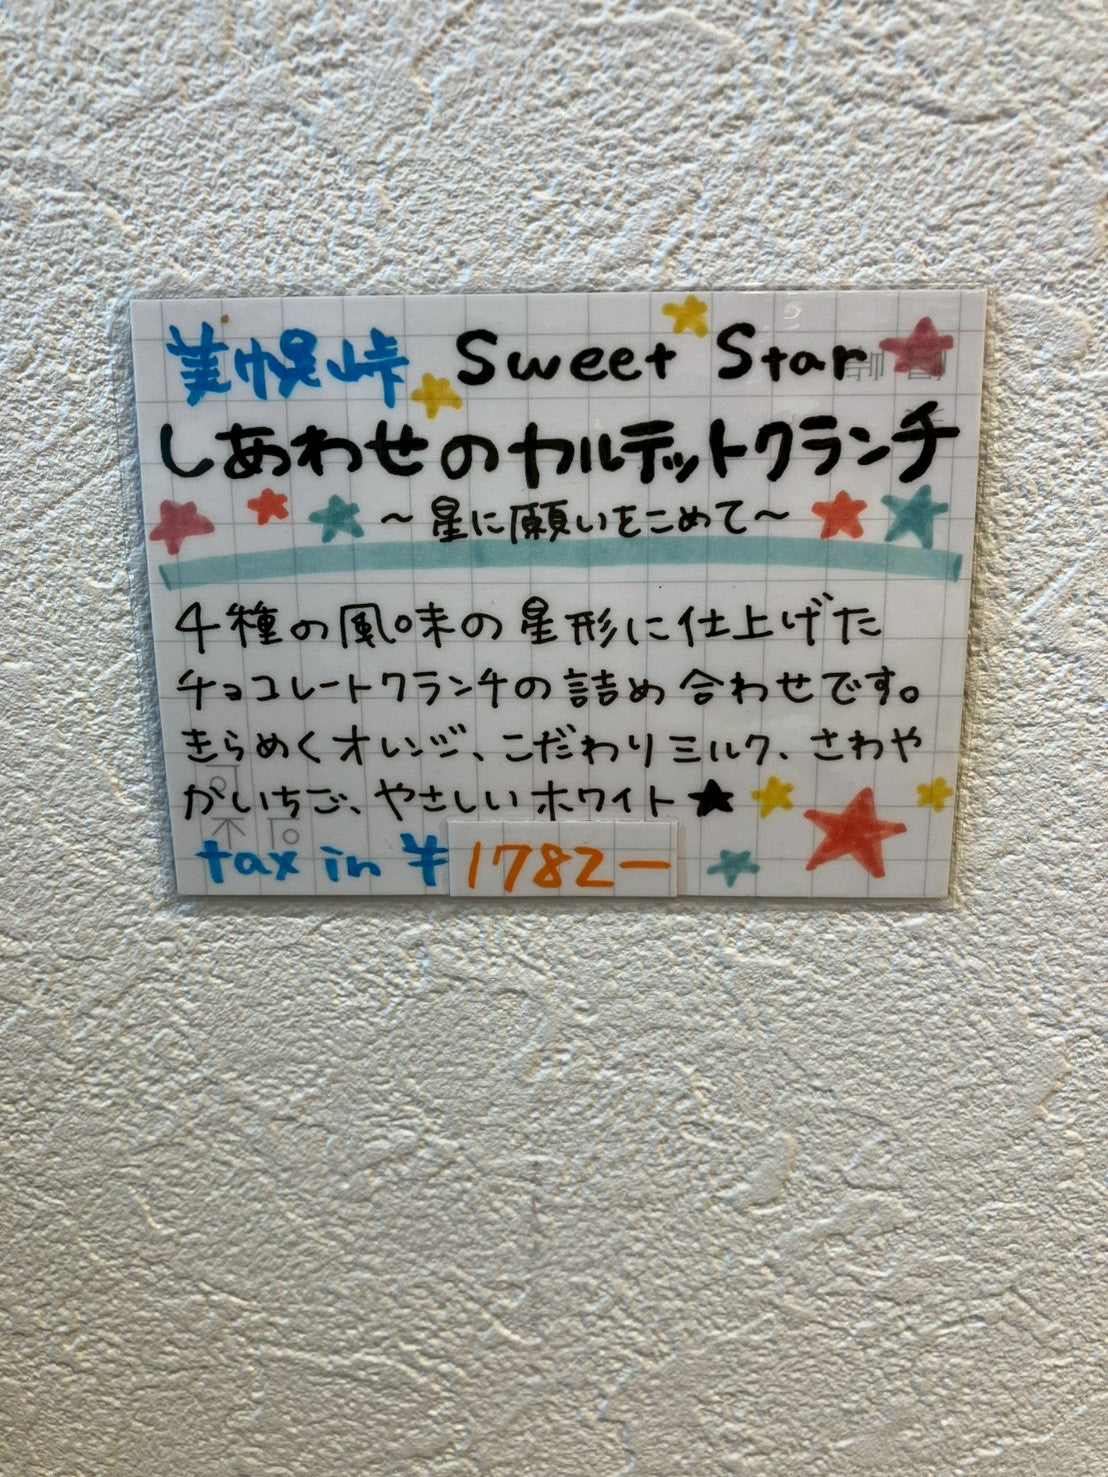 美幌峠 Sweet Star
しあわせのカルデットクランチ
～星に願いをこめて～
4種の風味の星形に仕上げた
チョコレートクランチの詰め合わせです。
きらめくオレンジ、こだわりミルク、さわや
かいちご、やさしいホワイト★
tax in ¥1782ー